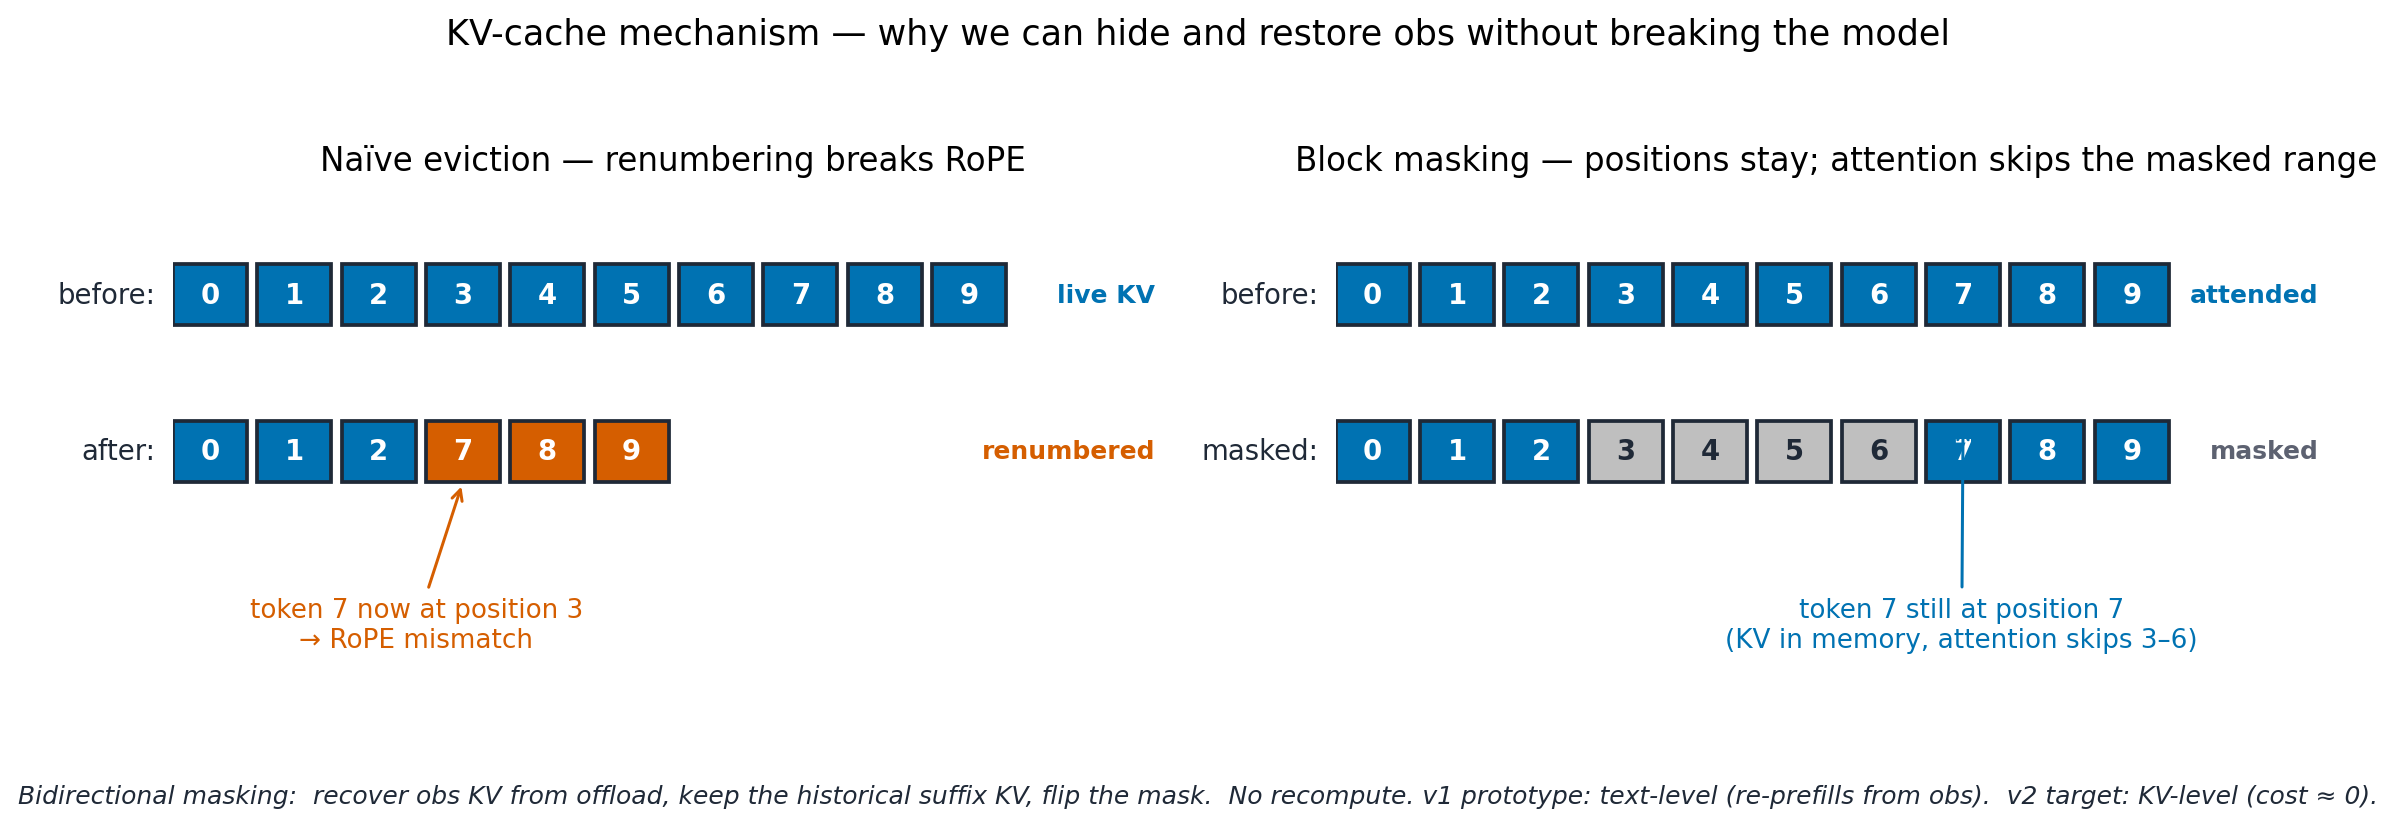 KV-cache mechanism — why we can hide and restore obs without breaking the model
Naïve eviction — renumbering breaks RoPE
before: 0 1 2 3 4 5 6 7 8 9 live KV
after: 0 1 2 7 8 9 renumbered
token 7 now at position 3
→ RoPE mismatch
Block masking — positions stay; attention skips the masked range
before: 0 1 2 3 4 5 6 7 8 9 attended
masked: 0 1 2 3 4 5 6 7 8 9 masked
token 7 still at position 7
(KV in memory, attention skips 3–6)
Bidirectional masking: recover obs KV from offload, keep the historical suffix KV, flip the mask. No recompute. v1 prototype: text-level (re-prefills from obs). v2 target: KV-level (cost ≈ 0).